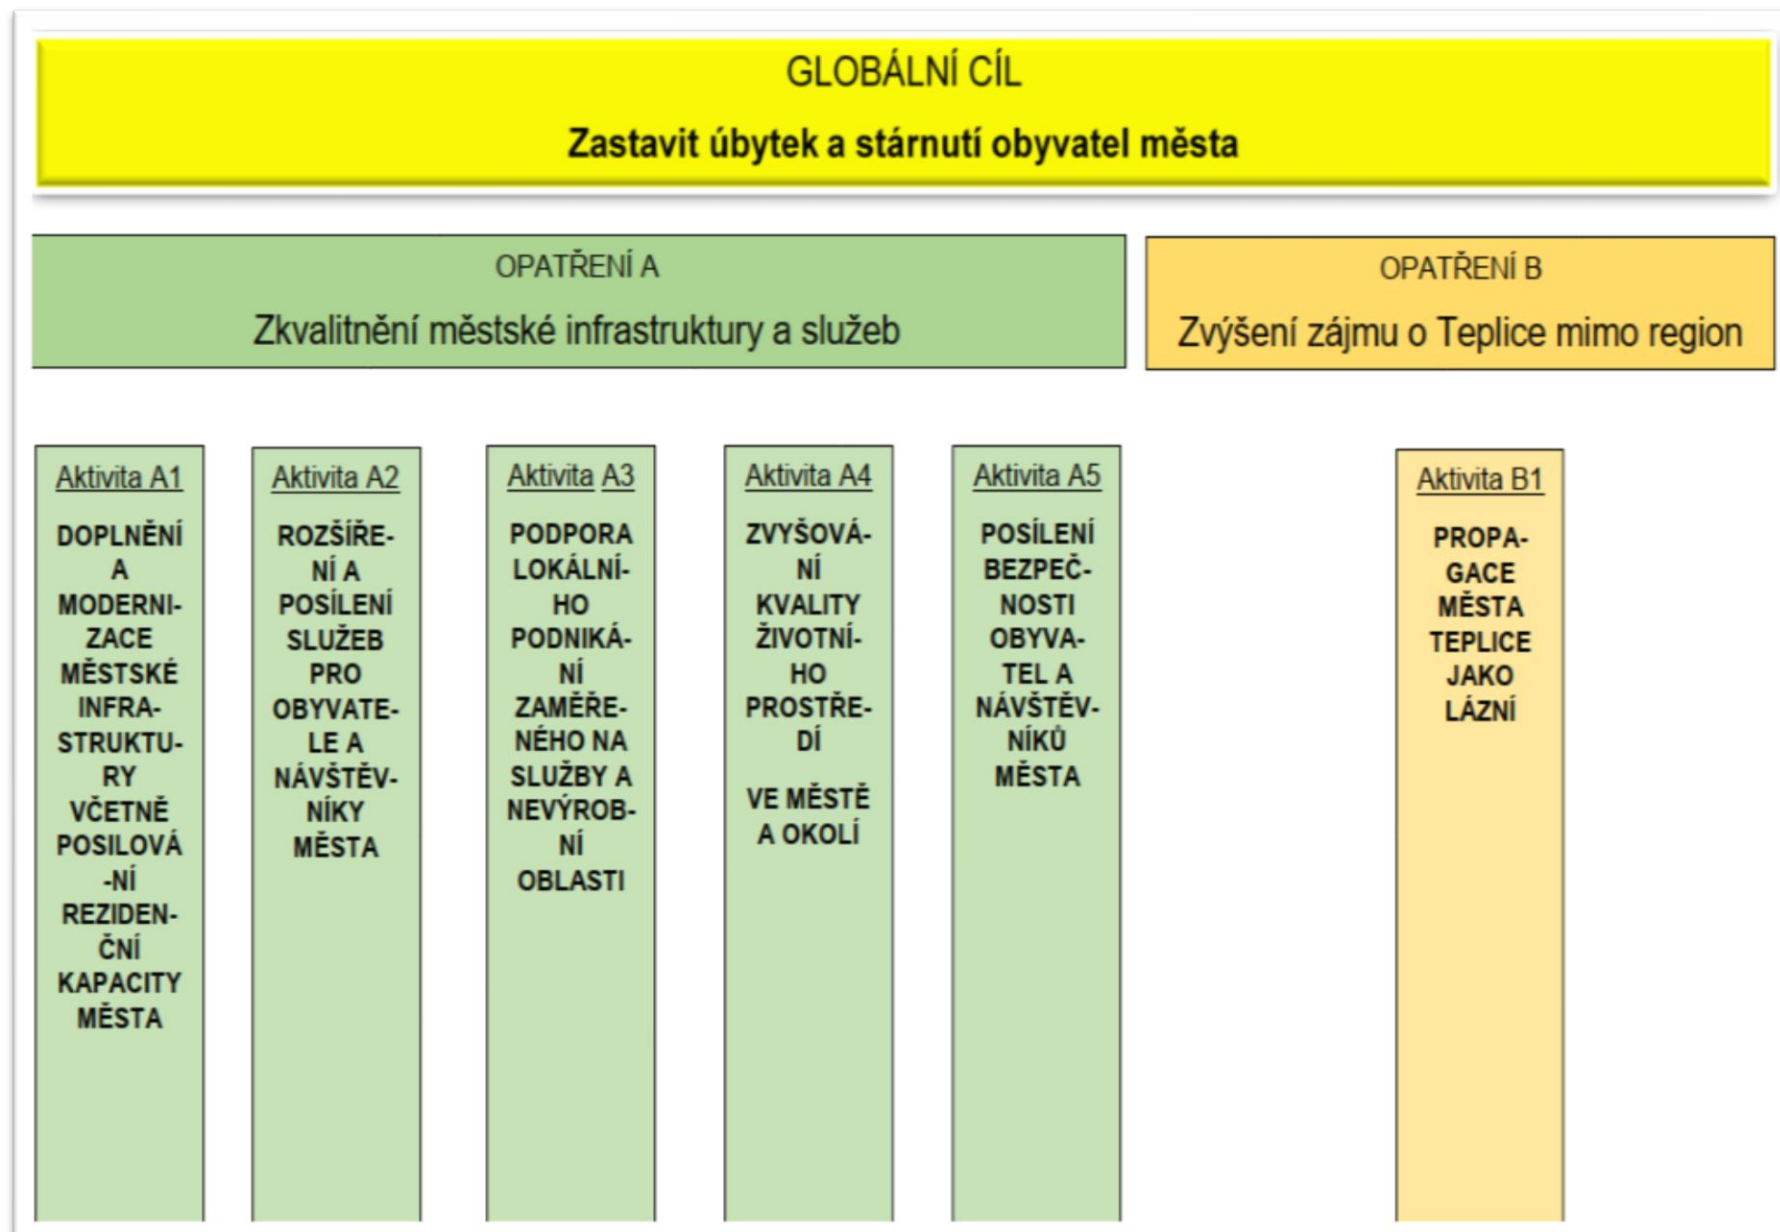 GLOBÁLNÍ CÍL
Zastavit úbytek a stárnutí obyvatel města
OPATŘENÍ A
Zkvalitnění městské infrastruktury a služeb
OPATŘENÍ B
Zvýšení zájmu o Teplice mimo region
Aktivita A1
DOPLNĚNÍ
A
MODERNI-
ZACE
MĚSTSKÉ
INFRA-
STRUKTU-
RY
VČETNĚ
POSILOVÁ
-NÍ
REZIDEN-
ČNÍ
KAPACITY
MĚSTA
Aktivita A2
ROZŠÍŘE-
NÍ A
POSÍLENÍ
SLUŽEB
PRO
OBYVATE-
LE A
NÁVŠTĚV-
NÍKY
MĚSTA
Aktivita A3
PODPORA
LOKÁLNÍ-
HO
PODNIKÁ-
NÍ
ZAMĚŘE-
NÉHO NA
SLUŽBY A
NEVÝROB-
NÍ
OBLASTI
Aktivita A4
ZVYŠOVÁ-
NÍ
KVALITY
ŽIVOTNÍ-
HO
PROSTŘE-
DÍ
VE MĚSTĚ
A OKOLÍ
Aktivita A5
POSÍLENÍ
BEZPEČ-
NOSTI
OBYVA-
TEL A
NÁVŠTĚV-
NÍKŮ
MĚSTA
Aktivita B1
PROPA-
GACE
MĚSTA
TEPLICE
JAKO
LÁZNÍ